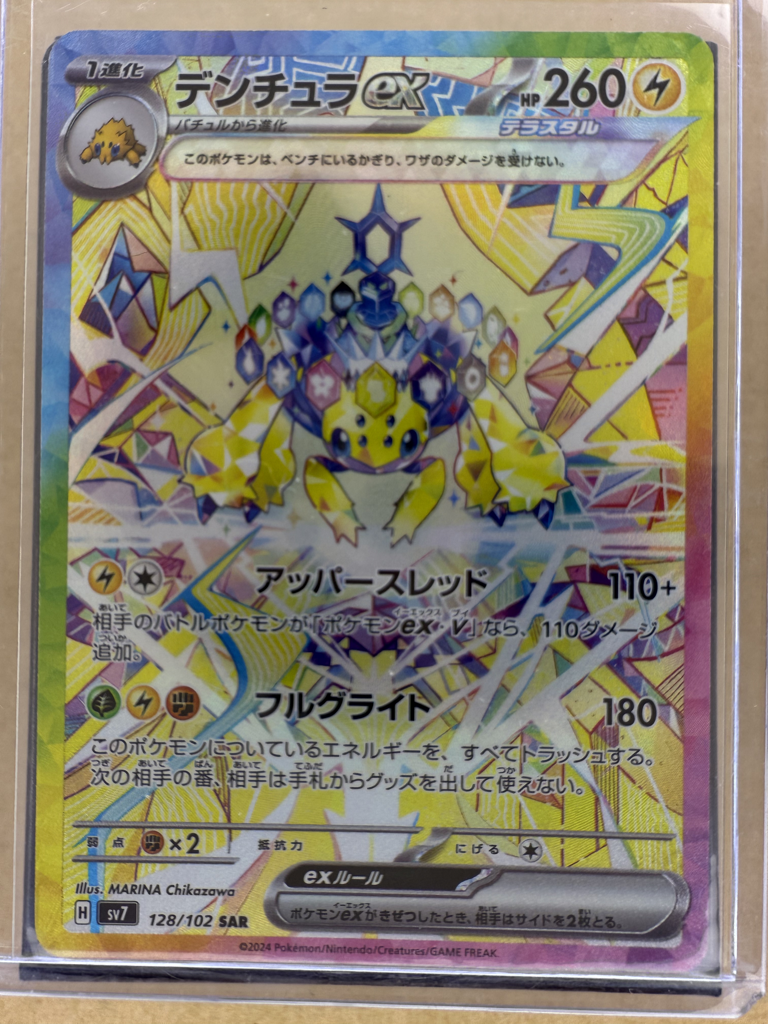 1進化
デンチュラex HP260
バチュルから進化
テラスタル
このポケモンは、ベンチにいるかぎり、ワザのダメージを受けない。
アッパースレッド 110+
相手のバトルポケモンが「ポケモンex・V」なら、110ダメージ
追加。
フルグライト 180
このポケモンについているエネルギーを、すべてトラッシュする。
次の相手の番、相手は手札からグッズを出して使えない。
弱点 ×2 抵抗力 にげる
Illus. MARINA Chikazawa
exルール
ポケモンexがきぜつしたとき、相手はサイドを2枚とる。
H sv7 128/102 SAR
©2024 Pokémon/Nintendo/Creatures/GAME FREAK